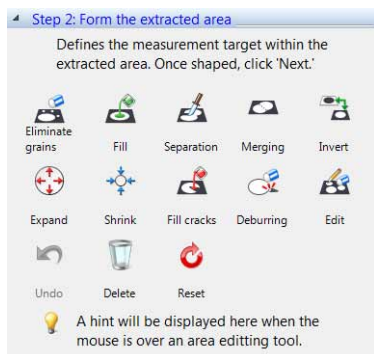 Step 2: Form the extracted area
Defines the measurement target within the
extracted area. Once shaped, click 'Next.'
Eliminate
grains
Fill
Separation
Merging
Invert
Expand
Shrink
Fill cracks
Deburring
Edit
Undo
Delete
Reset
A hint will be displayed here when the
mouse is over an area editting tool.